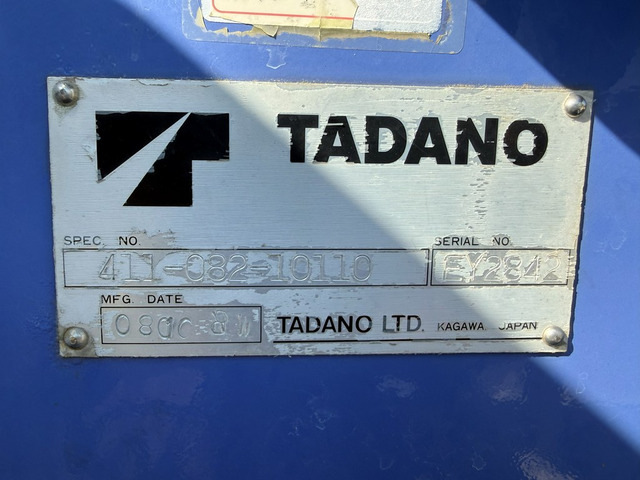 TADANO
SPEC. NO. SERIAL NO.
411-082-10110 EY2842
MFG DATE
TADANO LTD. KAGAWA JAPAN